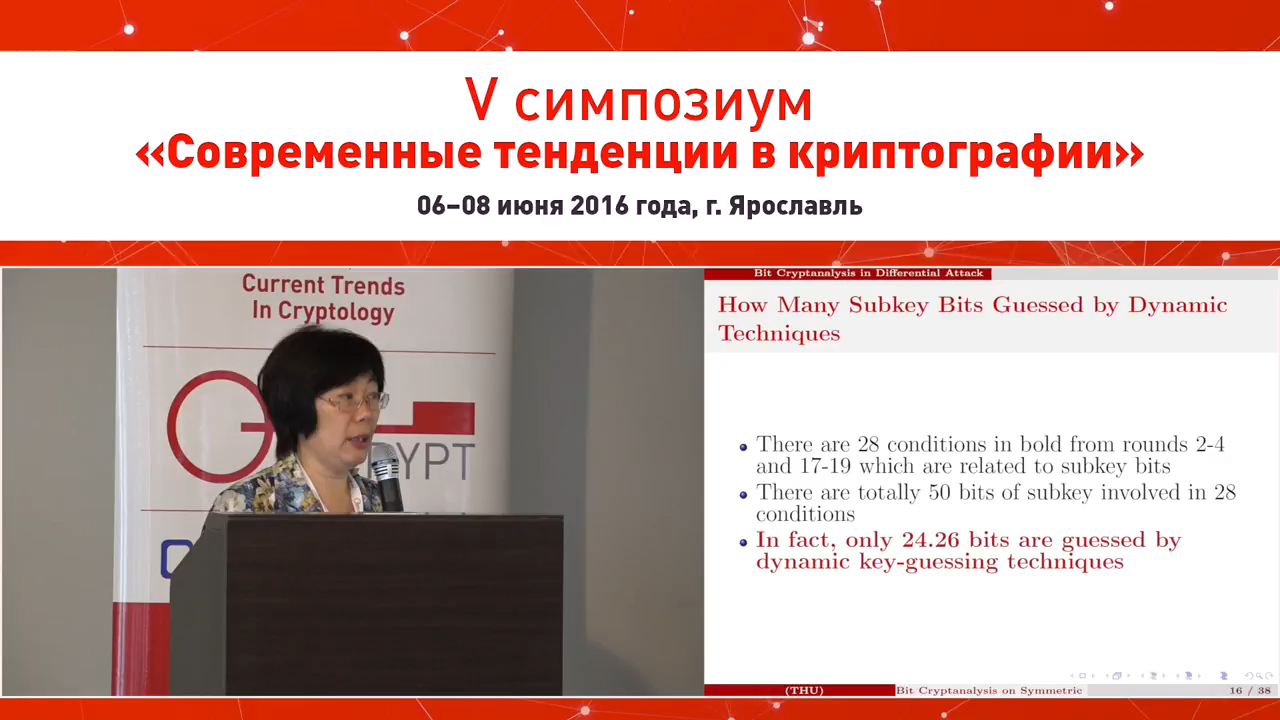 V симпозиум
«Современные тенденции в криптографии»
06–08 июня 2016 года, г. Ярославль
Current Trends
In Cryptology
YPT
Bit Cryptanalysis in Differential Attack
How Many Subkey Bits Guessed by Dynamic
Techniques
There are 28 conditions in bold from rounds 2-4
and 17-19 which are related to subkey bits
There are totally 50 bits of subkey involved in 28
conditions
In fact, only 24.26 bits are guessed by
dynamic key-guessing techniques
(THU)
Bit Cryptanalysis on Symmetric
16 / 38